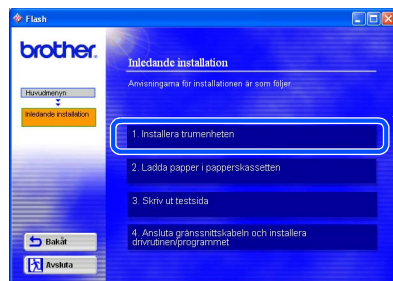 Flash
brother.
Huvudmenyn
Inledande installation
Inledande installation
Anvisningarna för installationen är som följer
1. Installera trumenheten
2. Ladda papper i papperskassetten
3. Skriv ut testsida
4. Ansluta gränssnittskabeln och installera
drivrutinen/programmet
Bakåt
Avsluta